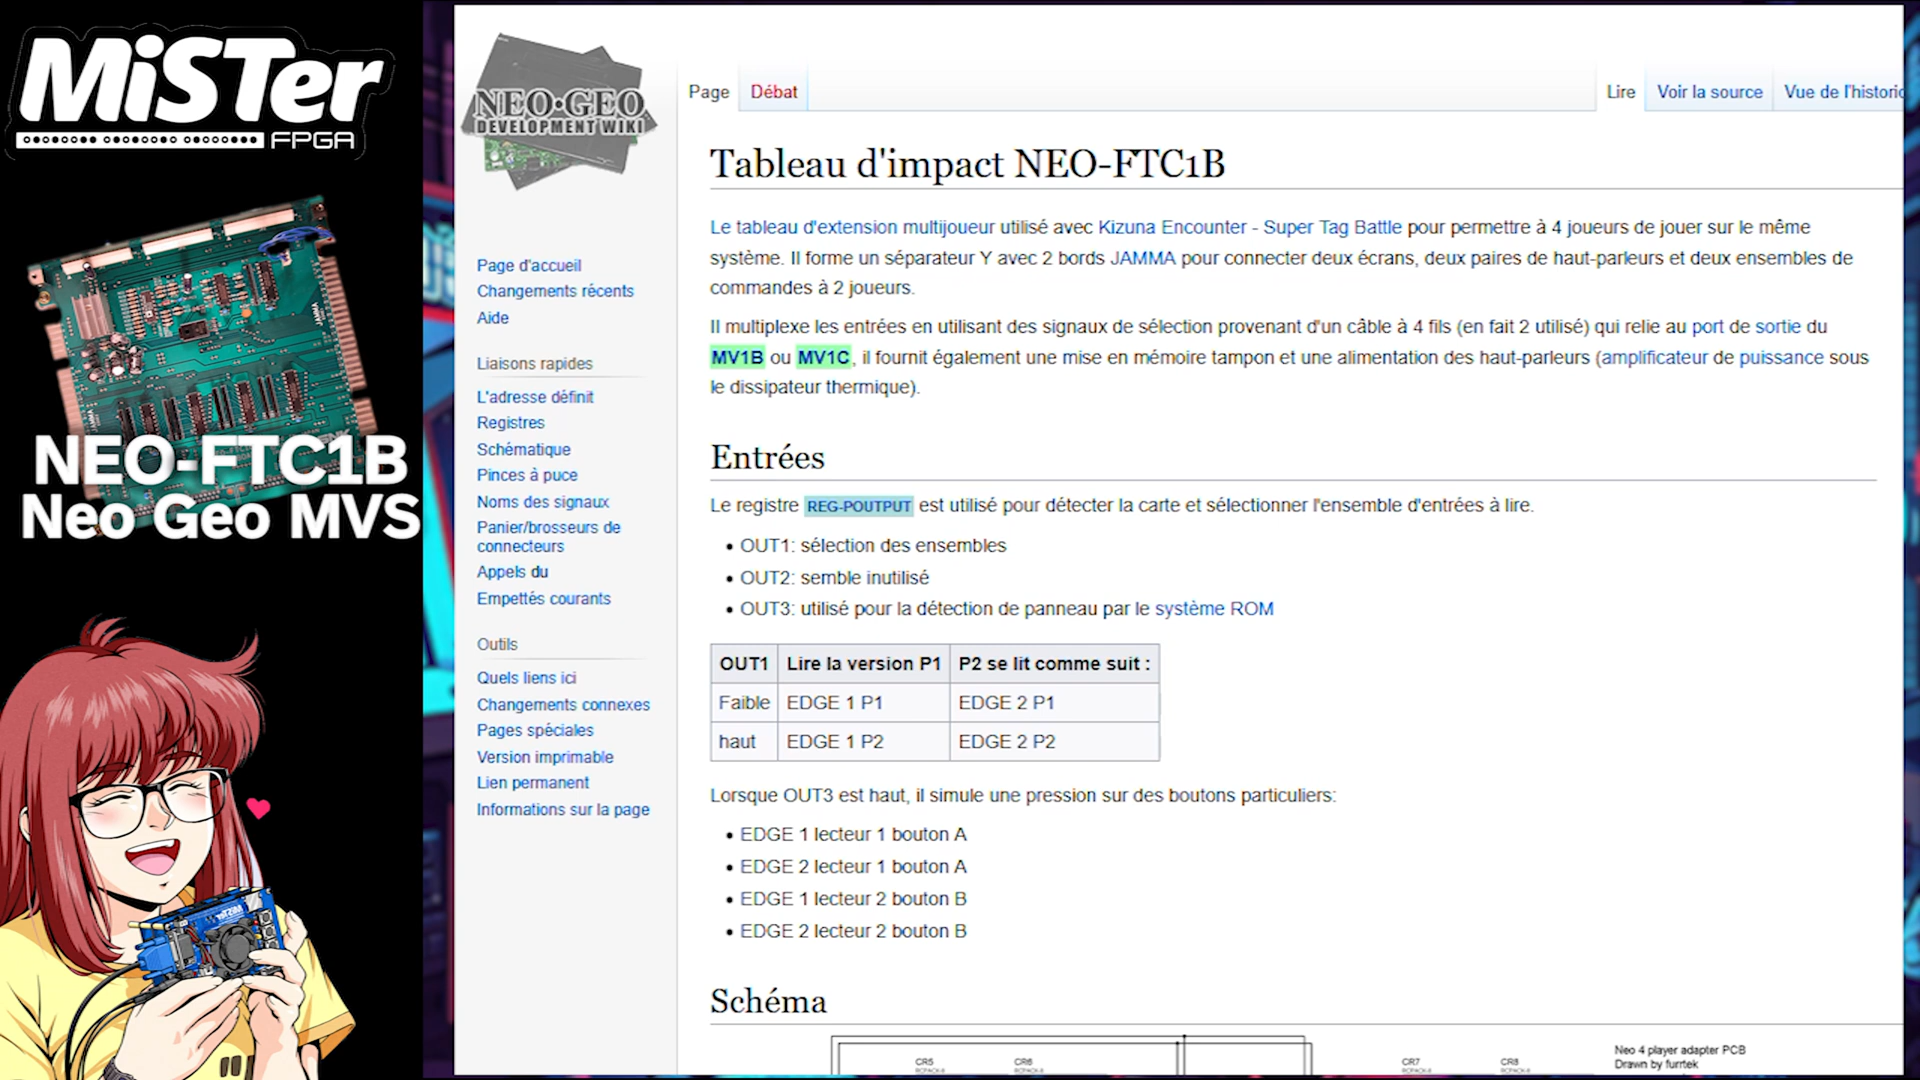 MiSTer
FPGA
NEO-FTC1B
Neo Geo MVS
NEO•GEO
DEVELOPMENT WIKI
Page d'accueil
Changements récents
Aide
Liaisons rapides
L'adresse définit
Registres
Schématique
Pinces à puce
Noms des signaux
Panier/brosseurs de
connecteurs
Appels du
Empettés courants
Outils
Quels liens ici
Changements connexes
Pages spéciales
Version imprimable
Lien permanent
Informations sur la page
Page Débat Lire Voir la source Vue de l'historic
Tableau d'impact NEO-FTC1B
Le tableau d'extension multijoueur utilisé avec Kizuna Encounter - Super Tag Battle pour permettre à 4 joueurs de jouer sur le même
système. Il forme un séparateur Y avec 2 bords JAMMA pour connecter deux écrans, deux paires de haut-parleurs et deux ensembles de
commandes à 2 joueurs.
Il multiplexe les entrées en utilisant des signaux de sélection provenant d'un câble à 4 fils (en fait 2 utilisé) qui relie au port de sortie du
MV1B ou MV1C, il fournit également une mise en mémoire tampon et une alimentation des haut-parleurs (amplificateur de puissance sous
le dissipateur thermique).
Entrées
Le registre REG-POUTPUT est utilisé pour détecter la carte et sélectionner l'ensemble d'entrées à lire.
• OUT1: sélection des ensembles
• OUT2: semble inutilisé
• OUT3: utilisé pour la détection de panneau par le système ROM
OUT1 Lire la version P1 P2 se lit comme suit :
Faible EDGE 1 P1 EDGE 2 P1
haut EDGE 1 P2 EDGE 2 P2
Lorsque OUT3 est haut, il simule une pression sur des boutons particuliers:
• EDGE 1 lecteur 1 bouton A
• EDGE 2 lecteur 1 bouton A
• EDGE 1 lecteur 2 bouton B
• EDGE 2 lecteur 2 bouton B
Schéma
CR5 CR6 CR7 CR8
Neo 4 player adapter PCB
Drawn by furrtek